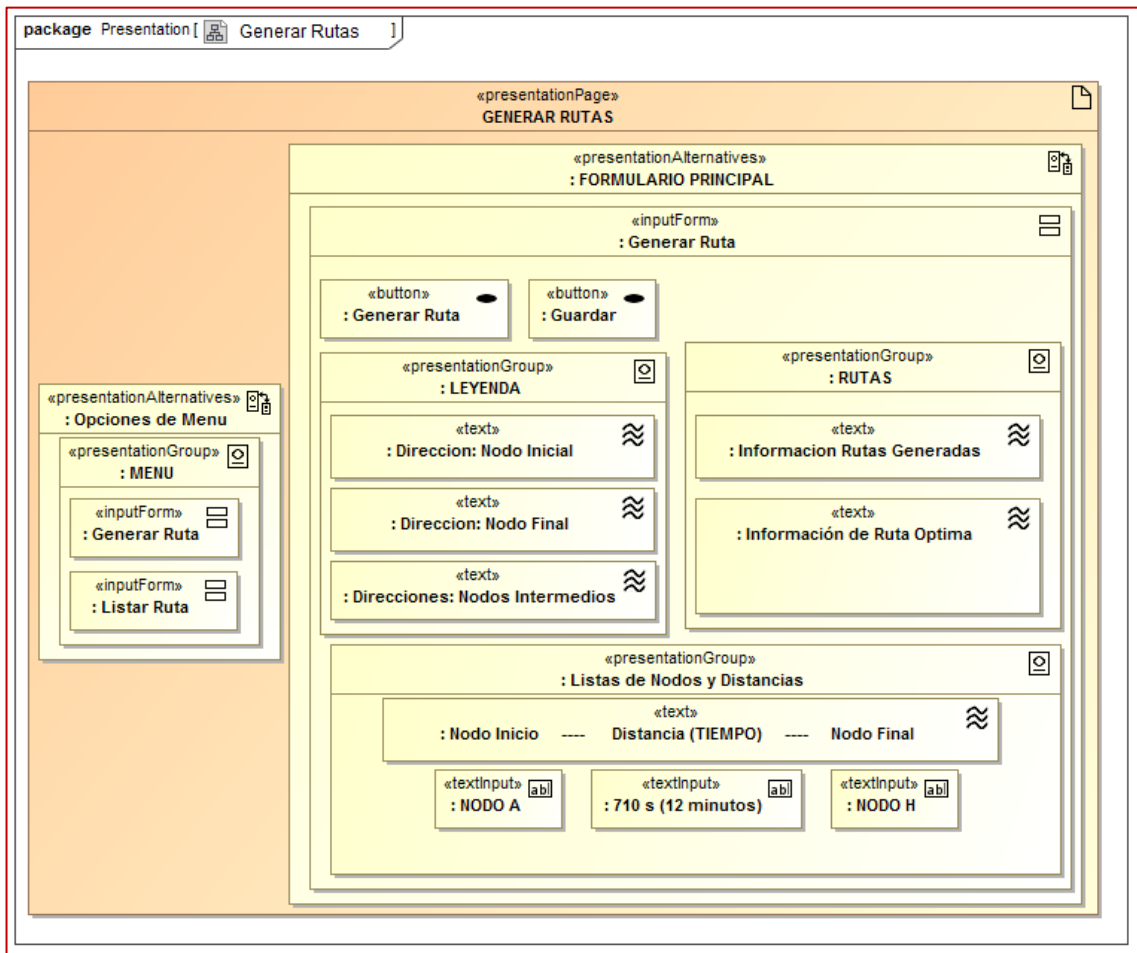 package Presentation [ Generar Rutas ]
«presentationPage»
GENERAR RUTAS
«presentationAlternatives»
: Opciones de Menu
«presentationGroup»
: MENU
«inputForm»
: Generar Ruta
«inputForm»
: Listar Ruta
«presentationAlternatives»
: FORMULARIO PRINCIPAL
«inputForm»
: Generar Ruta
«button»
: Generar Ruta
«button»
: Guardar
«presentationGroup»
: LEYENDA
«text»
: Direccion: Nodo Inicial
«text»
: Direccion: Nodo Final
«text»
: Direcciones: Nodos Intermedios
«presentationGroup»
: RUTAS
«text»
: Informacion Rutas Generadas
«text»
: Información de Ruta Optima
«presentationGroup»
: Listas de Nodos y Distancias
«text»
: Nodo Inicio ---- Distancia (TIEMPO) ---- Nodo Final
«textInput» ab
: NODO A
«textInput» ab
: 710 s (12 minutos)
«textInput» ab
: NODO H